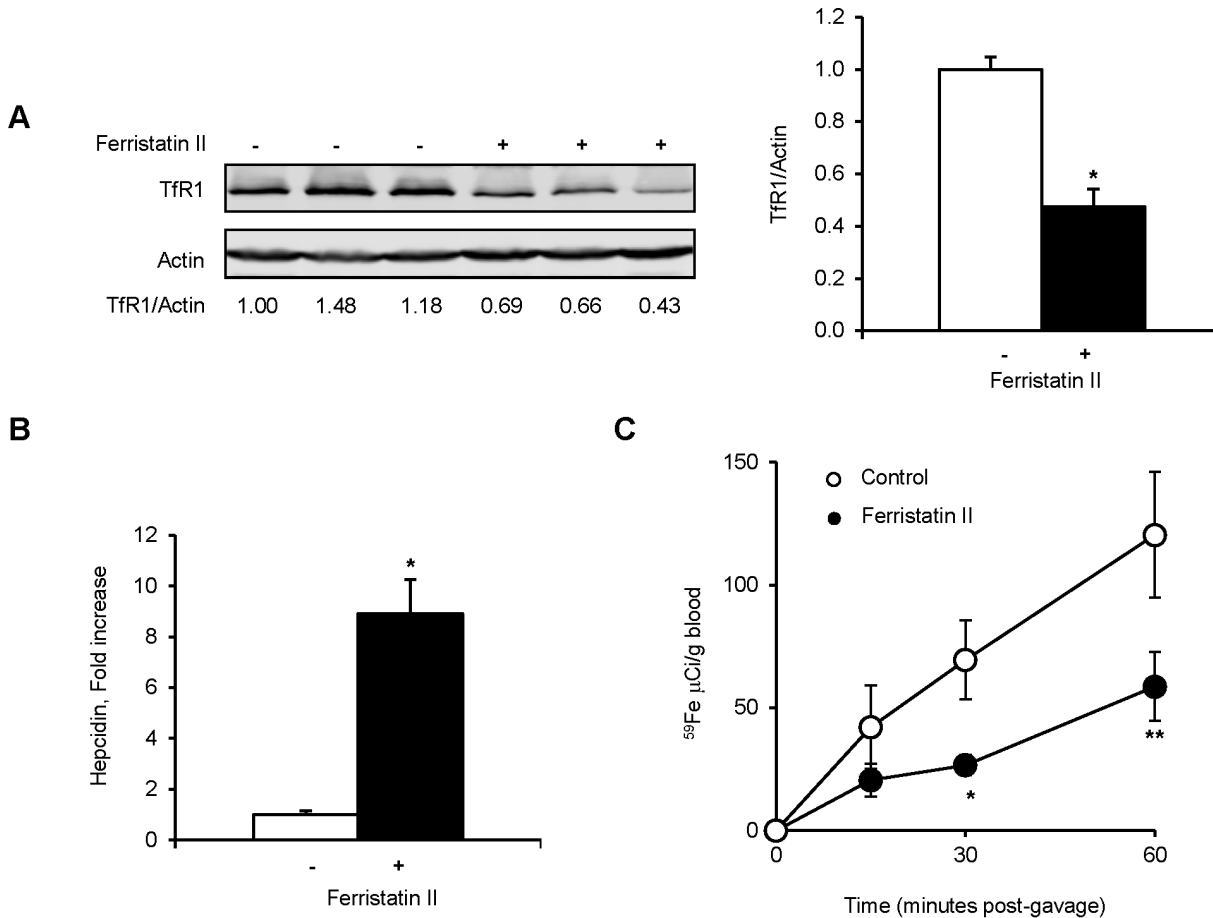 A
Ferristatin II - - - + + +
TfR1
Actin
TfR1/Actin 1.00 1.48 1.18 0.69 0.66 0.43
1.2
1.0
0.8
0.6
0.4
0.2
0.0
TfR1/Actin
*
- +
Ferristatin II
B
12
10
8
6
4
2
0
Hepcidin, Fold increase
*
- +
Ferristatin II
C
150
100
50
0
⁵⁹Fe μCi/g blood
Control
Ferristatin II
*
**
0 30 60
Time (minutes post-gavage)